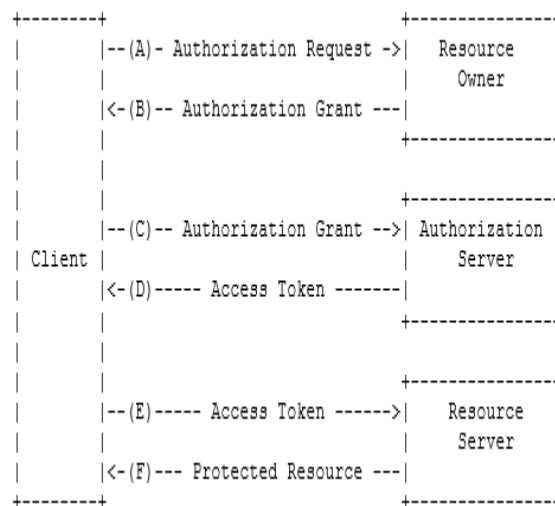 +--------+                               +---------------
|        |--(A)- Authorization Request ->|   Resource
|        |                               |     Owner
|        |<-(B)-- Authorization Grant ---|
|        |                               +---------------
|        |
|        |                               +---------------
|        |--(C)-- Authorization Grant -->| Authorization
| Client |                               |     Server
|        |<-(D)----- Access Token -------|
|        |                               +---------------
|        |
|        |                               +---------------
|        |--(E)----- Access Token ------>|    Resource
|        |                               |     Server
|        |<-(F)--- Protected Resource ---|
+--------+                               +---------------